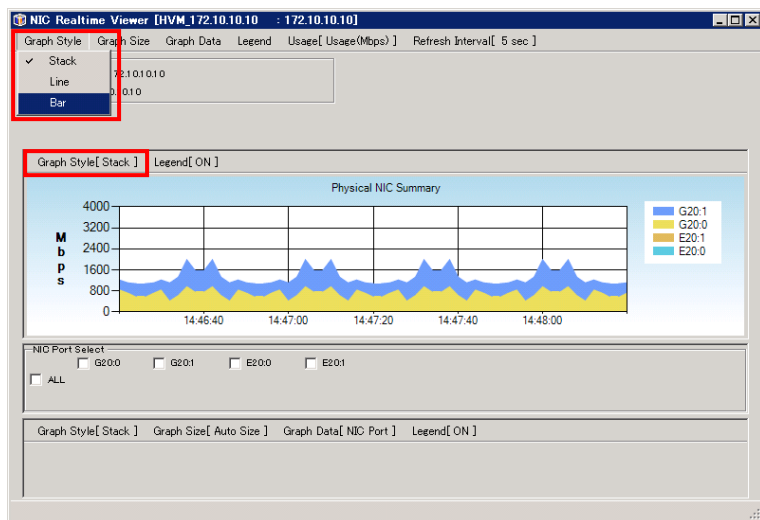 NIC Realtime Viewer [HVM_172.10.10.10 : 172.10.10.10]
Graph Style Graph Size Graph Data Legend Usage[ Usage(Mbps) ] Refresh Interval[ 5 sec ]
✓ Stack
Line
Bar
Graph Style[ Stack ] Legend[ ON ]
Physical NIC Summary
Mbps
4000
3200
2400
1600
800
0
14:46:40 14:47:00 14:47:20 14:47:40 14:48:00
G20:1
G20:0
E20:1
E20:0
NIC Port Select
G20:0 G20:1 E20:0 E20:1
ALL
Graph Style[ Stack ] Graph Size[ Auto Size ] Graph Data[ NIC Port ] Legend[ ON ]